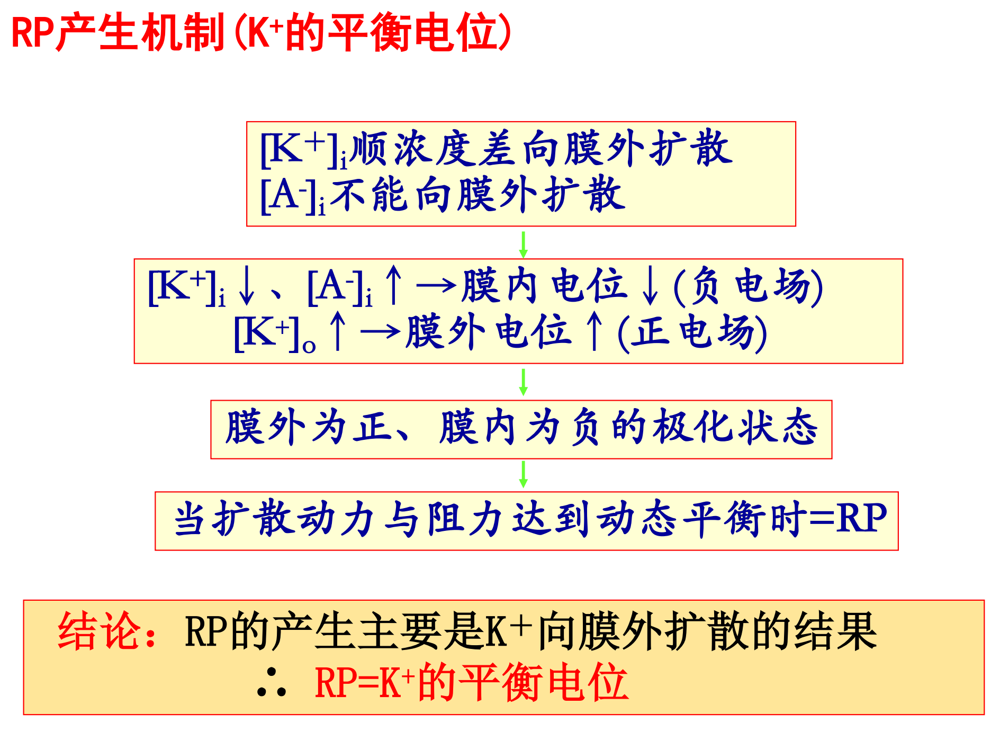 RP产生机制(K⁺的平衡电位)
[K⁺]ᵢ顺浓度差向膜外扩散
[A⁻]ᵢ不能向膜外扩散
[K⁺]ᵢ↓、[A⁻]ᵢ↑→膜内电位↓(负电场)
[K⁺]ₒ↑→膜外电位↑(正电场)
膜外为正、膜内为负的极化状态
当扩散动力与阻力达到动态平衡时=RP
结论：RP的产生主要是K⁺向膜外扩散的结果
∴ RP=K⁺的平衡电位